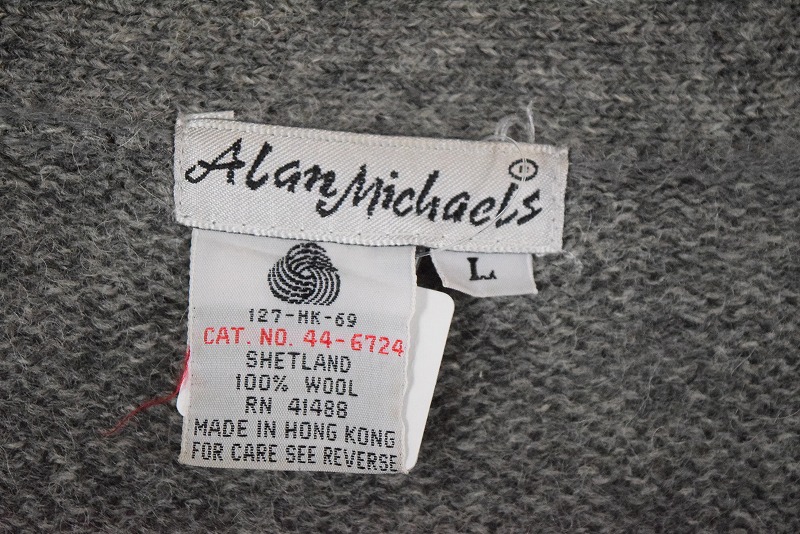 Alan Michaels
L
127-HK-69
CAT. NO. 44-6724
SHETLAND
100% WOOL
RN 41488
MADE IN HONG KONG
FOR CARE SEE REVERSE